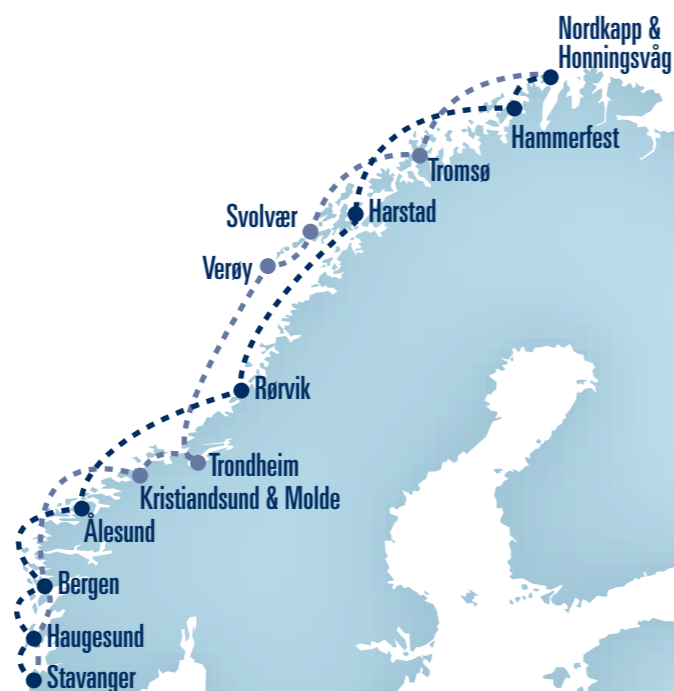 Nordkapp &
Honningsvåg
Hammerfest
Tromsø
Harstad
Svolvær
Verøy
Rørvik
Trondheim
Kristiandsund & Molde
Ålesund
Bergen
Haugesund
Stavanger